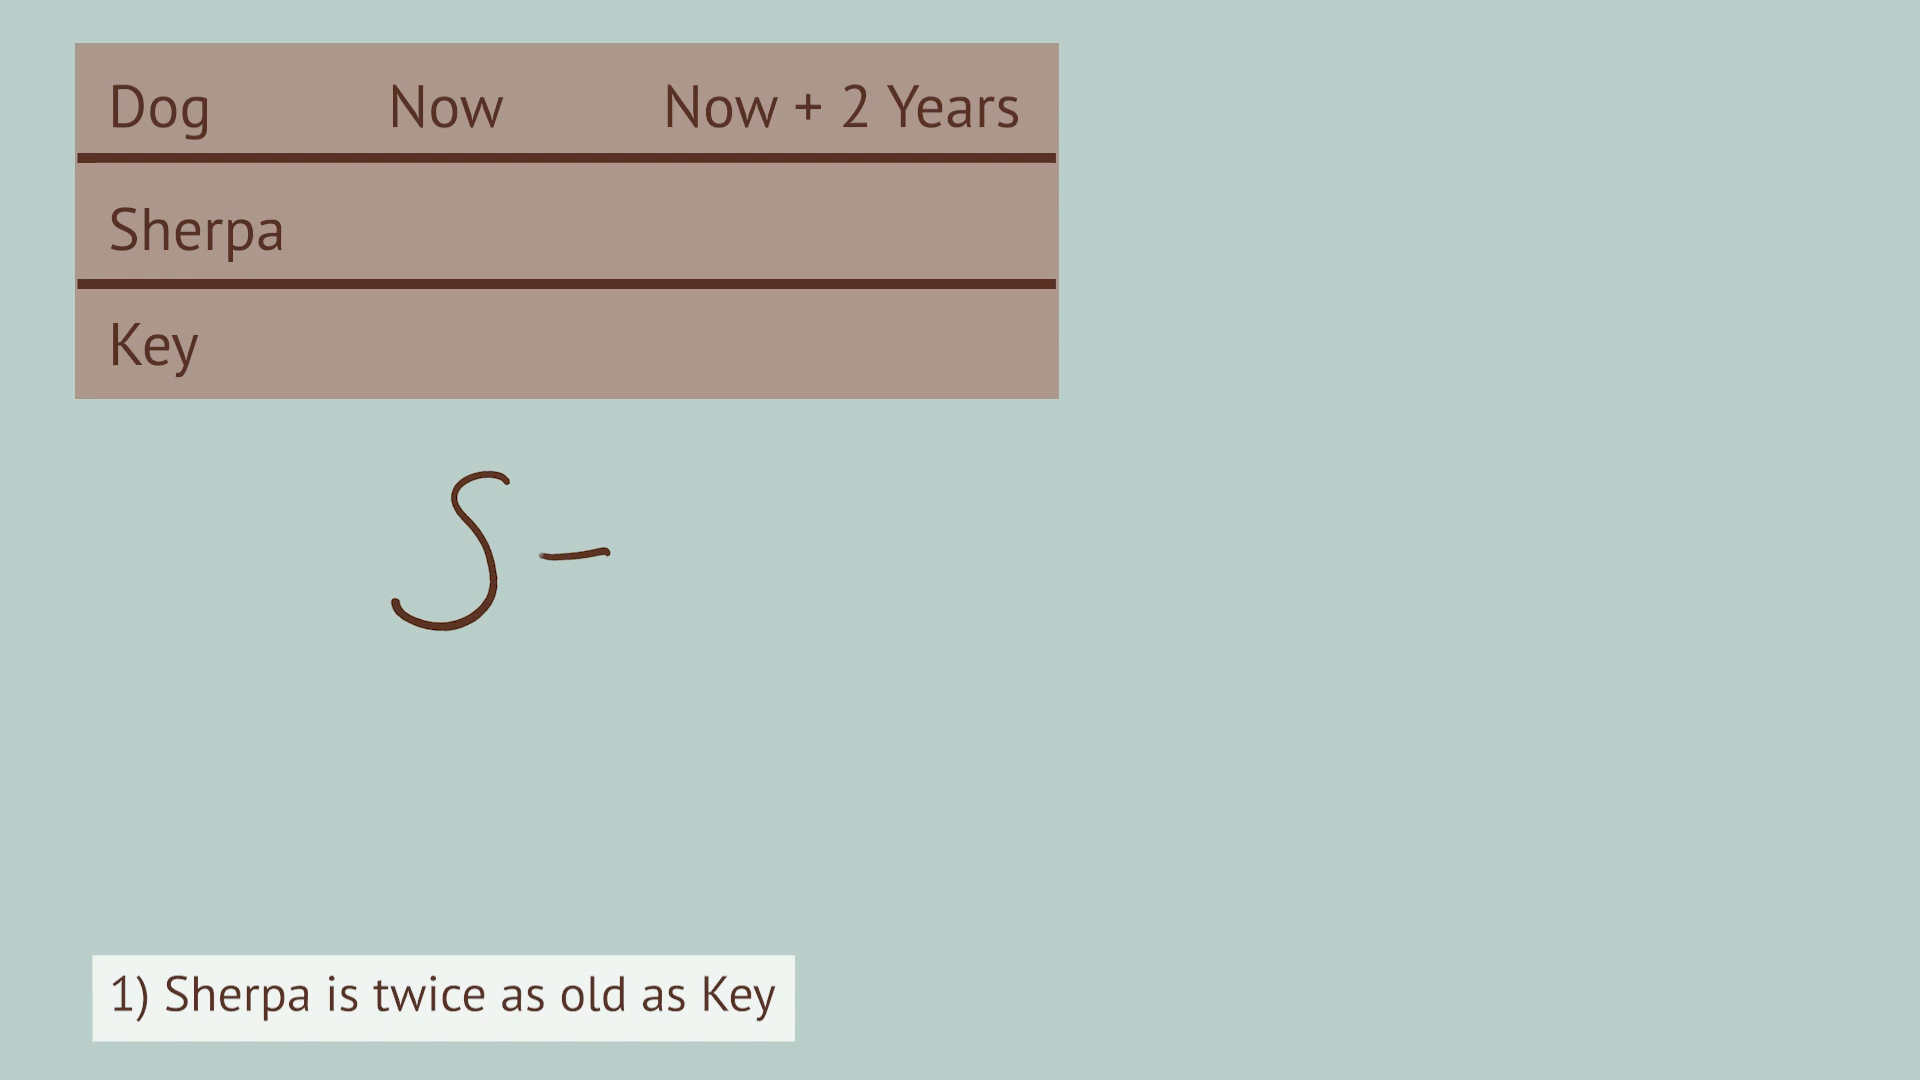 Dog Now Now + 2 Years
Sherpa
Key
S -
1) Sherpa is twice as old as Key